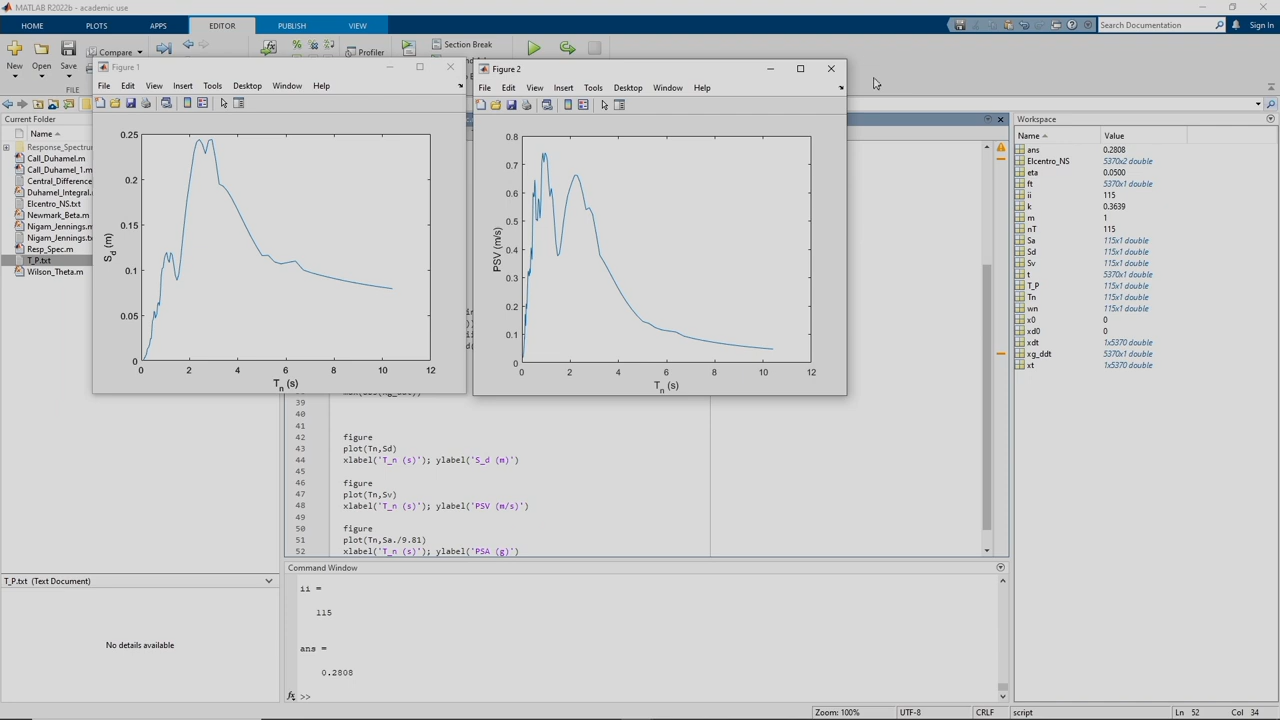 MATLAB R2022b - academic use
HOME PLOTS APPS EDITOR PUBLISH VIEW
Search Documentation Sign In
New Open Save Compare Profiler Section Break
FILE
Current Folder
Name
Response_Spectru
Call_Duhamel.m
Call_Duhamel_1.m
Central_Difference
Duhamel_Integral.
Elcentro_NS.txt
Newmark_Beta.m
Nigam_Jennings.m
Nigam_Jennings.tx
Resp_Spec.m
T_P.txt
Wilson_Theta.m
T_P.txt (Text Document)
No details available
Figure 1
File Edit View Insert Tools Desktop Window Help
0.25
0.2
0.15
0.1
0.05
0
S_d (m)
0 2 4 6 8 10 12
T_n (s)
Figure 2
File Edit View Insert Tools Desktop Window Help
0.8
0.7
0.6
0.5
0.4
0.3
0.2
0.1
0
PSV (m/s)
0 2 4 6 8 10 12
T_n (s)
39
40
41
42 figure
43 plot(Tn,Sd)
44 xlabel('T_n (s)'); ylabel('S_d (m)')
45
46 figure
47 plot(Tn,Sv)
48 xlabel('T_n (s)'); ylabel('PSV (m/s)')
49
50 figure
51 plot(Tn,Sa./9.81)
52 xlabel('T_n (s)'); ylabel('PSA (g)')
Command Window
ii =
115
ans =
0.2808
fx >>
Workspace
Name Value
ans 0.2808
Elcentro_NS 5370x2 double
eta 0.0500
ft 5370x1 double
ii 115
k 0.3639
m 1
nT 115
Sa 115x1 double
Sd 115x1 double
Sv 115x1 double
t 5370x1 double
T_P 115x1 double
Tn 115x1 double
wn 115x1 double
x0 0
xd0 0
xdt 1x5370 double
xg_ddt 5370x1 double
xt 1x5370 double
Zoom: 100% UTF-8 CRLF script Ln 52 Col 34